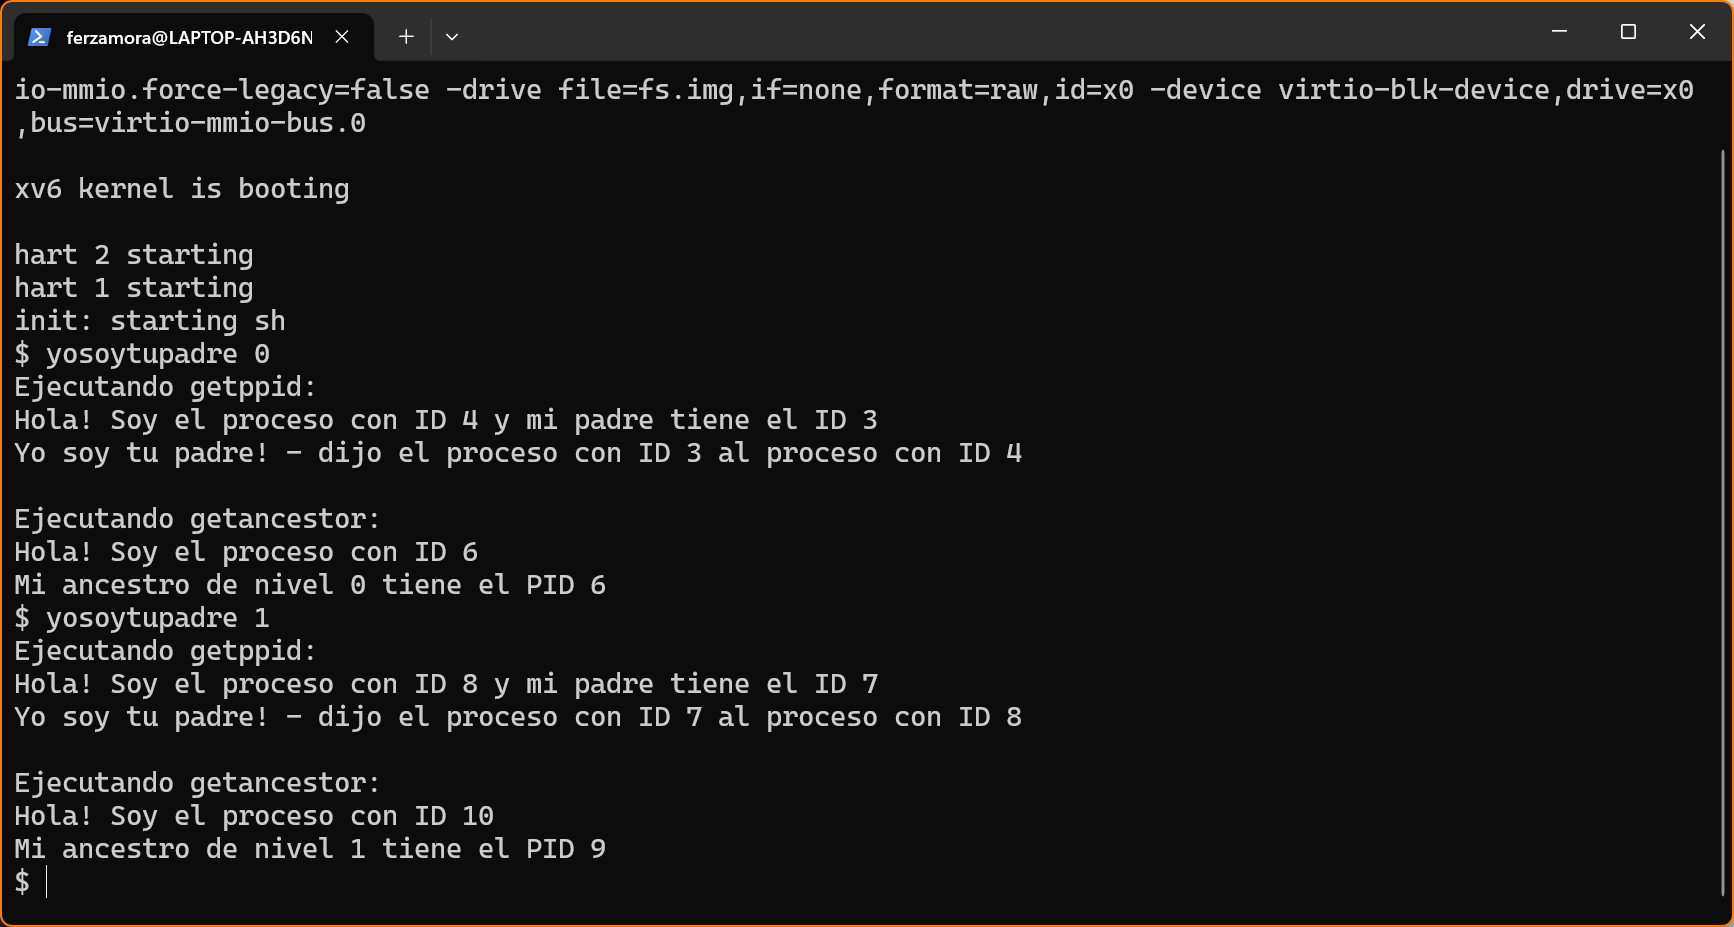 ferzamora@LAPTOP-AH3D6N
io-mmio.force-legacy=false -drive file=fs.img,if=none,format=raw,id=x0 -device virtio-blk-device,drive=x0
,bus=virtio-mmio-bus.0
xv6 kernel is booting
hart 2 starting
hart 1 starting
init: starting sh
$ yosoytupadre 0
Ejecutando getppid:
Hola! Soy el proceso con ID 4 y mi padre tiene el ID 3
Yo soy tu padre! - dijo el proceso con ID 3 al proceso con ID 4
Ejecutando getancestor:
Hola! Soy el proceso con ID 6
Mi ancestro de nivel 0 tiene el PID 6
$ yosoytupadre 1
Ejecutando getppid:
Hola! Soy el proceso con ID 8 y mi padre tiene el ID 7
Yo soy tu padre! - dijo el proceso con ID 7 al proceso con ID 8
Ejecutando getancestor:
Hola! Soy el proceso con ID 10
Mi ancestro de nivel 1 tiene el PID 9
$